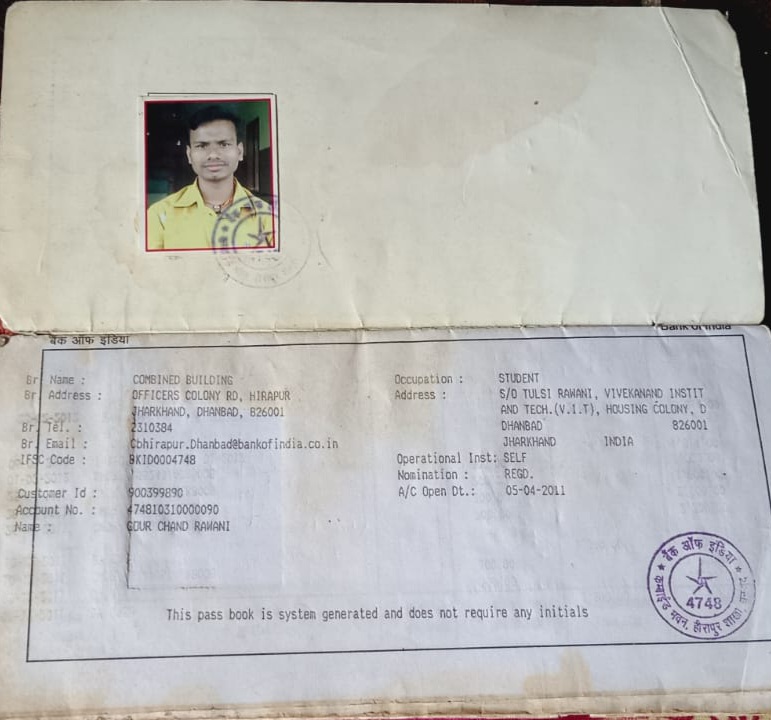 बैंक ऑफ इंडिया
Bank of India
Br. Name : COMBINED BUILDING
Br. Address : OFFICERS COLONY RD, HIRAPUR
JHARKHAND, DHANBAD, 826001
Br. Tel. : 2310384
Br. Email : Cbhirapur.Dhanbad@bankofindia.co.in
IFSC Code : BKID0004748
Customer Id : 900399890
Account No. : 474810310000090
Name : GOUR CHAND RAWANI
Occupation : STUDENT
Address : S/O TULSI RAWANI, VIVEKANAND INSTIT
AND TECH.(V.I.T), HOUSING COLONY, D
DHANBAD 826001
JHARKHAND INDIA
Operational Inst: SELF
Nomination : REGD.
A/C Open Dt.: 05-04-2011
बैंक ऑफ इंडिया
4748
भवन, हीरापुर शाखा
This pass book is system generated and does not require any initials